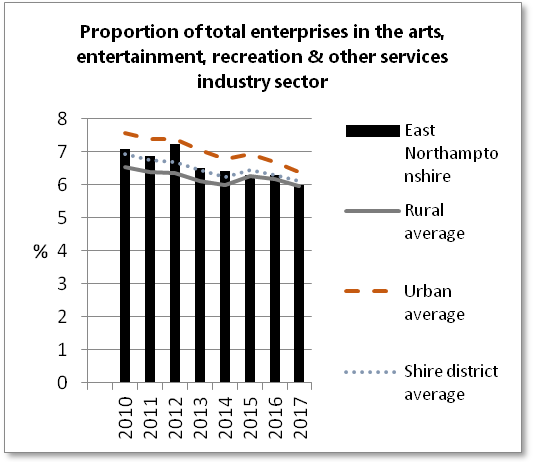 Proportion of total enterprises in the arts,
entertainment, recreation & other services
industry sector
8
7
6
5
4
3
2
1
0
%
2010
2011
2012
2013
2014
2015
2016
2017
East
Northampto
nshire
Rural
average
Urban
average
Shire district
average